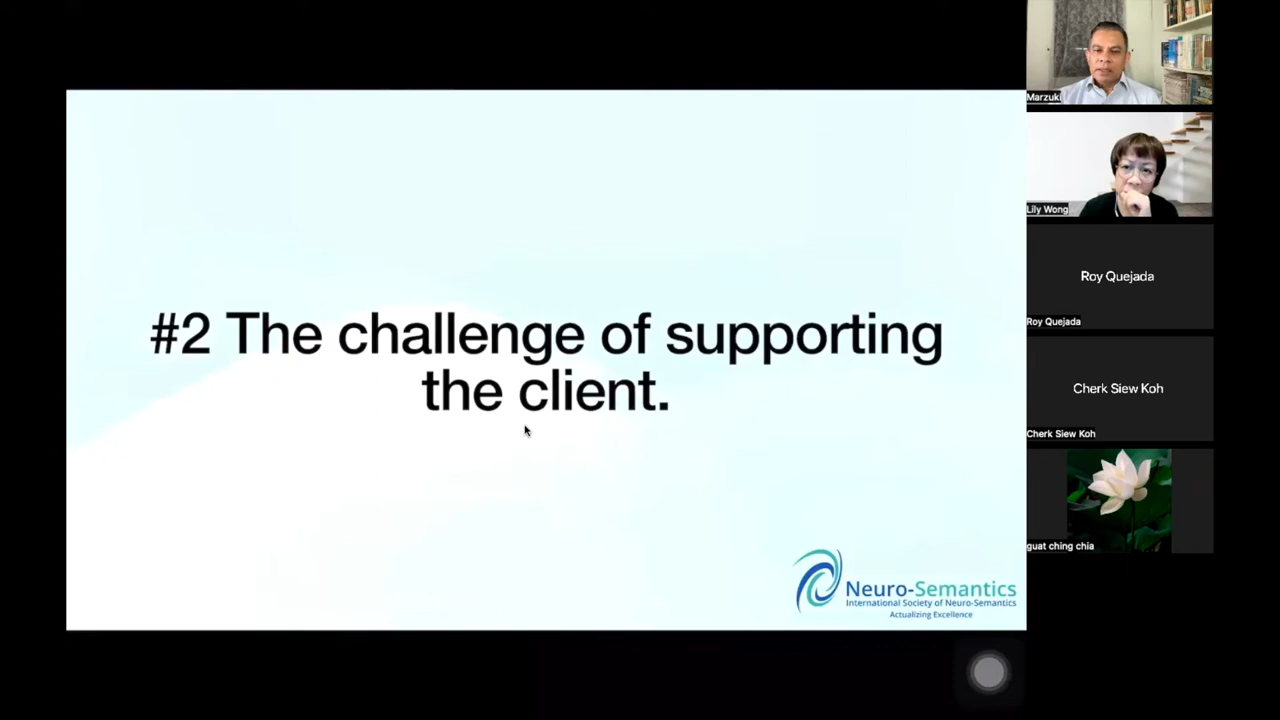 #2 The challenge of supporting
the client.
Neuro-Semantics
International Society of Neuro-Semantics
Actualizing Excellence
Marzuki
Lily Wong
Roy Quejada
Roy Quejada
Cherk Siew Koh
Cherk Siew Koh
guat ching chia